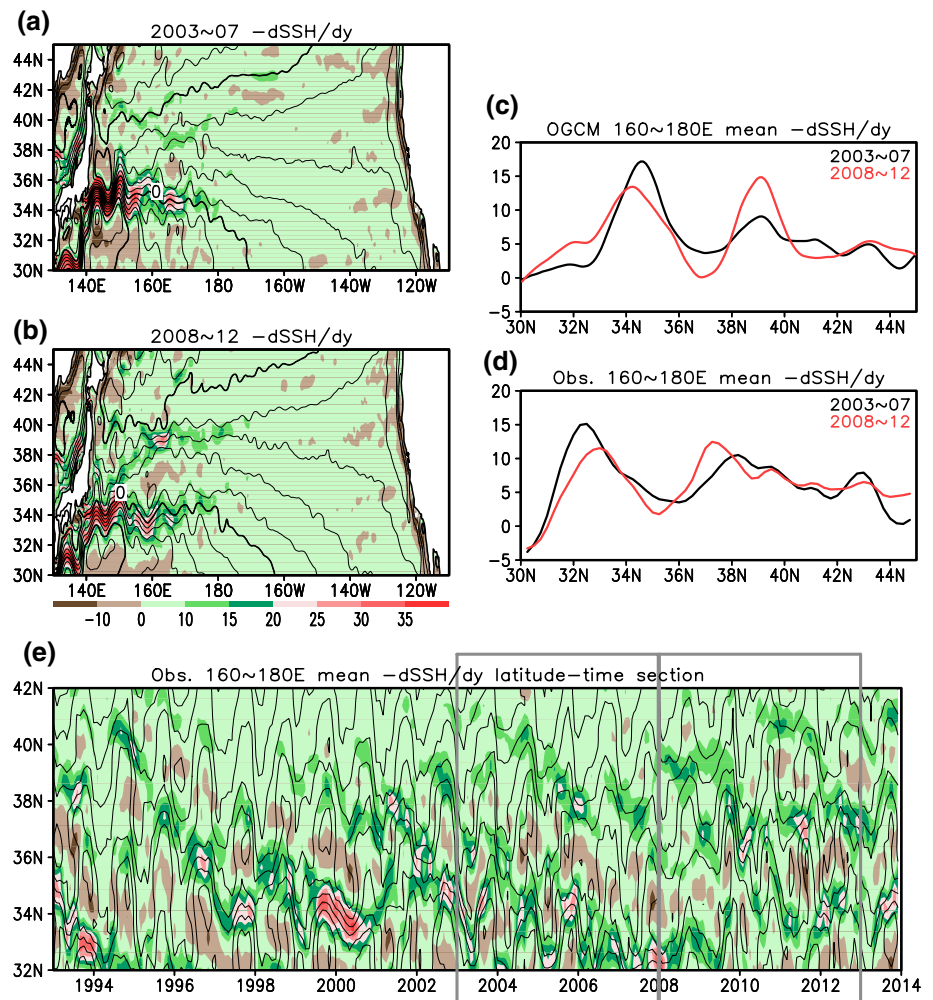 (a)
2003~07 -dSSH/dy
44N
42N
40N
38N
36N
34N
32N
30N
0
140E 160E 180E 160W 140W 120W
(b)
2008~12 -dSSH/dy
44N
42N
40N
38N
36N
34N
32N
30N
0
140E 160E 180E 160W 140W 120W
-10 0 10 15 20 25 30 35
(c)
OGCM 160~180E mean -dSSH/dy
2003~07
2008~12
20
15
10
5
0
-5
30N 32N 34N 36N 38N 40N 42N 44N
(d)
Obs. 160~180E mean -dSSH/dy
2003~07
2008~12
20
15
10
5
0
-5
30N 32N 34N 36N 38N 40N 42N 44N
(e)
Obs. 160~180E mean -dSSH/dy latitude-time section
42N
40N
38N
36N
34N
32N
1994 1996 1998 2000 2002 2004 2006 2008 2010 2012 2014